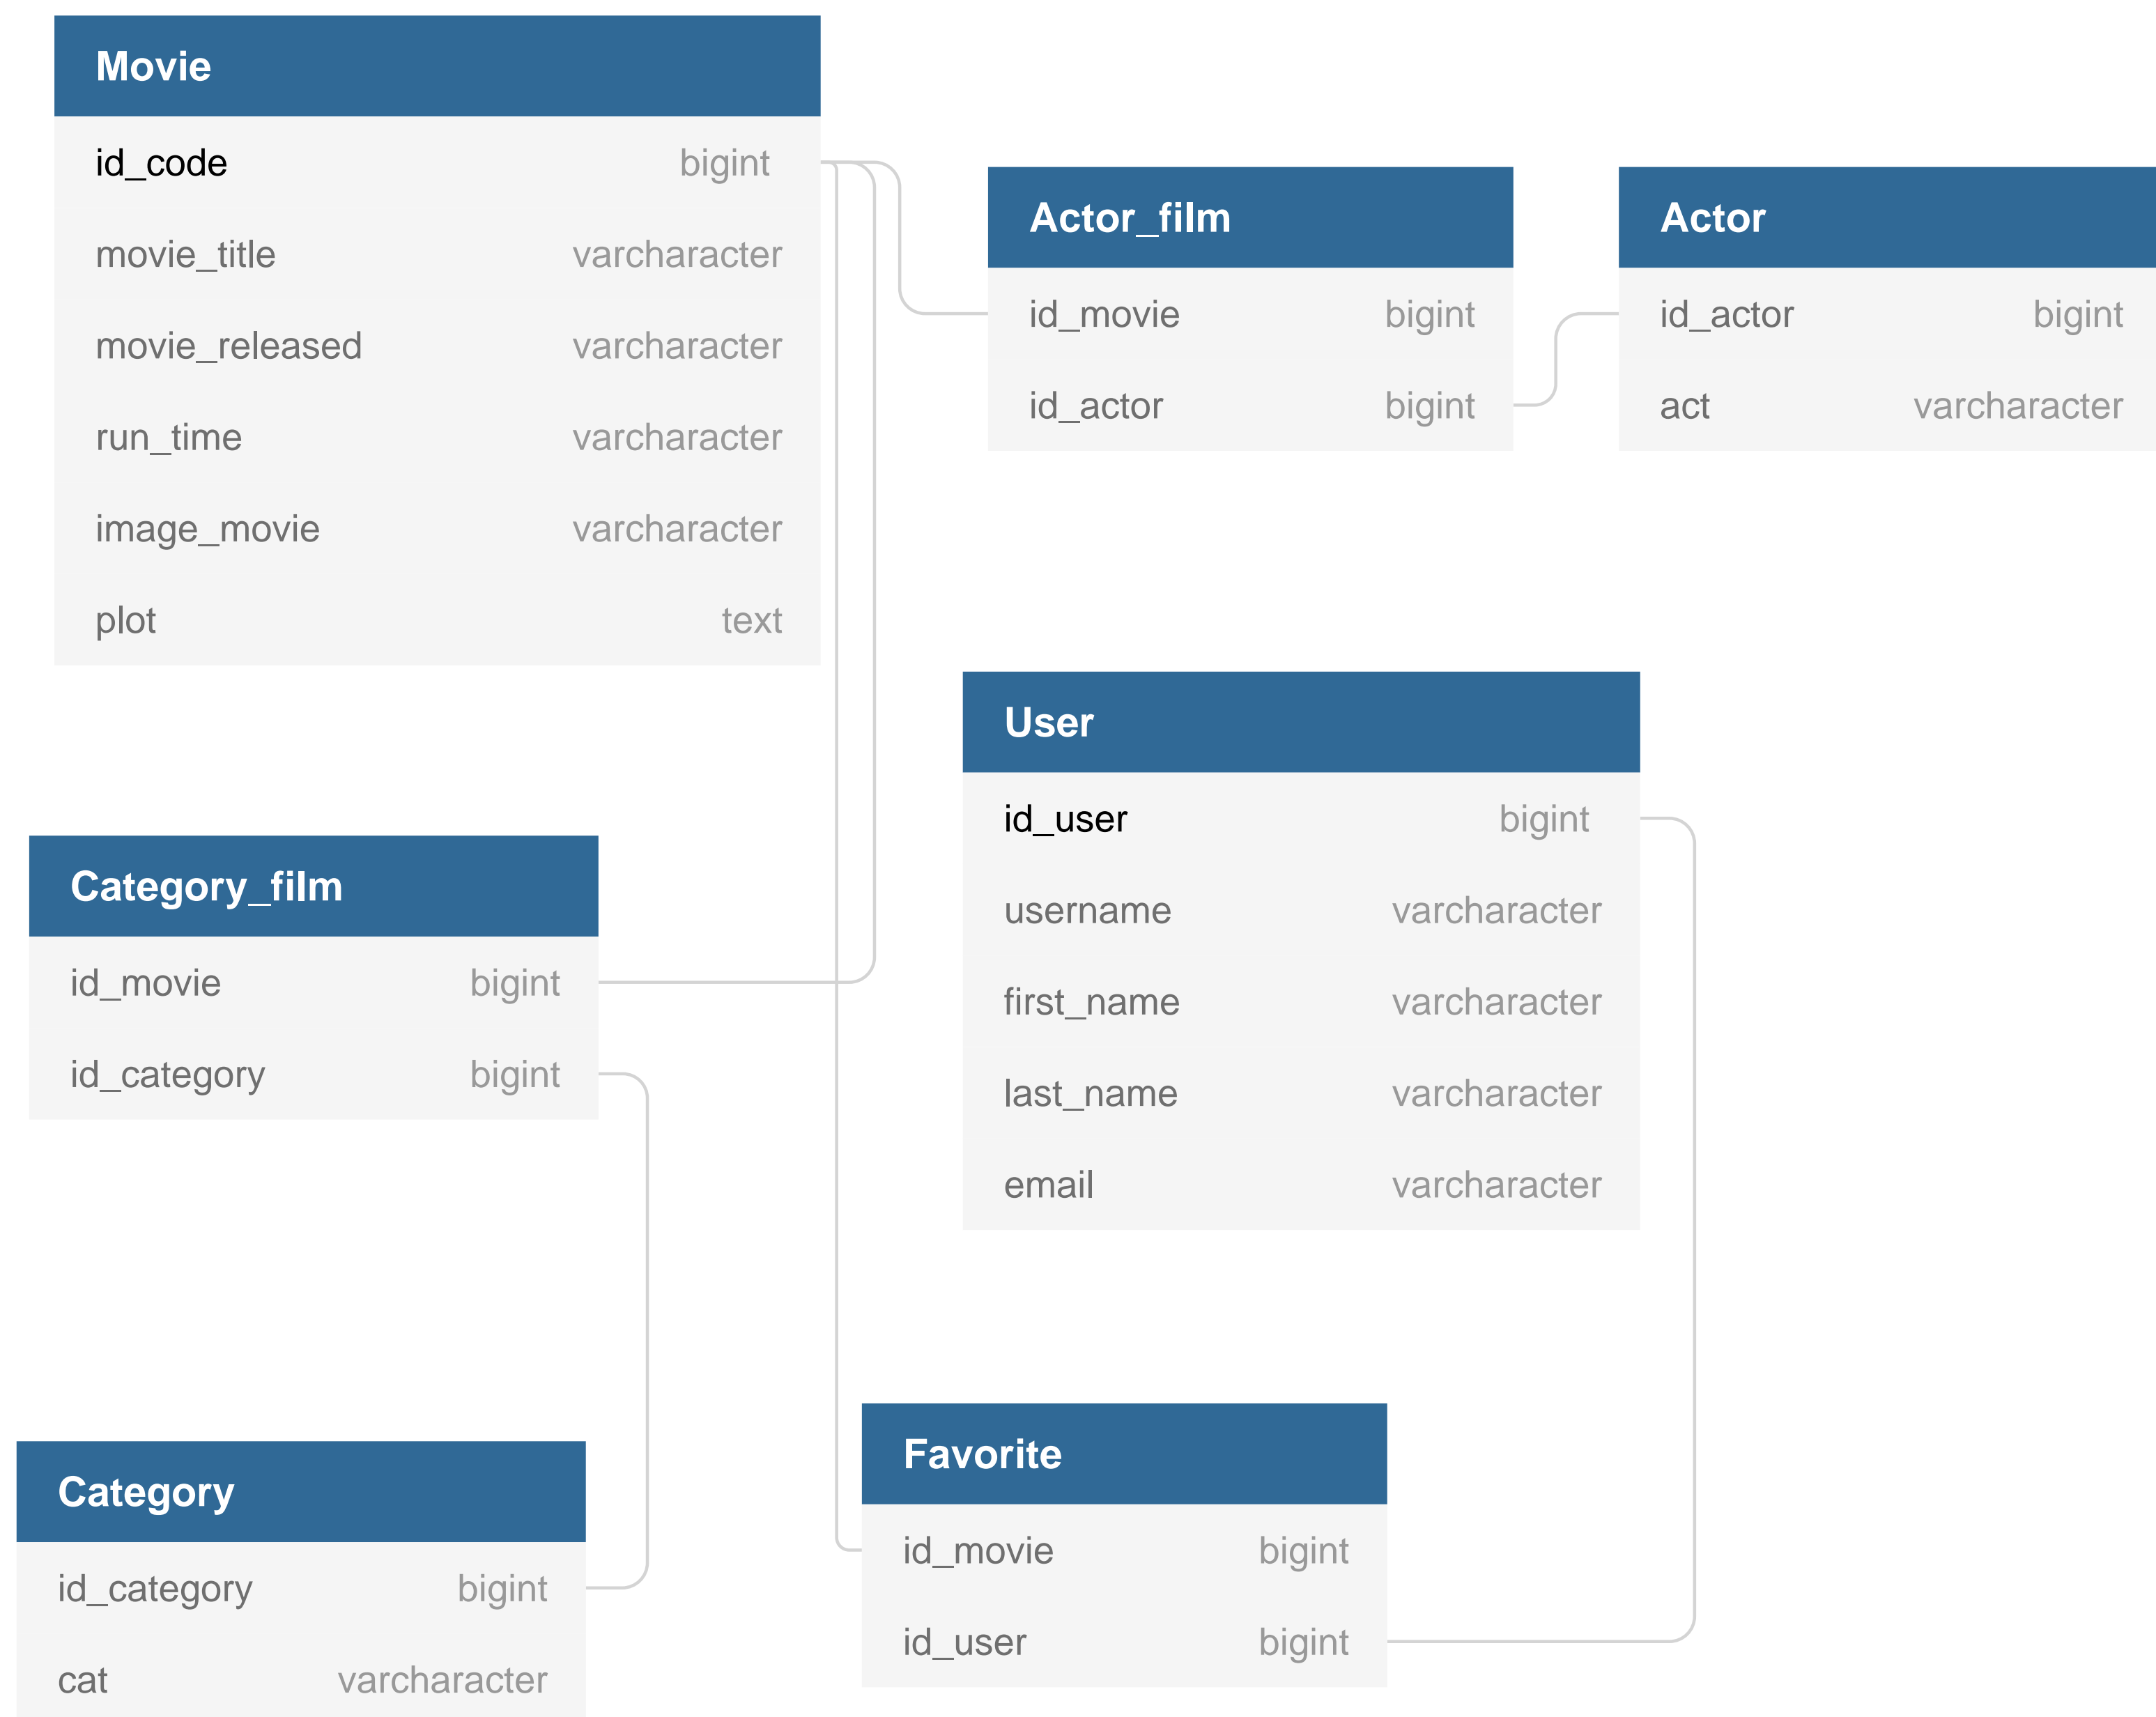 Movie
id_code bigint
movie_title varcharacter
movie_released varcharacter
run_time varcharacter
image_movie varcharacter
plot text
Actor_film
id_movie bigint
id_actor bigint
Actor
id_actor bigint
act varcharacter
User
id_user bigint
username varcharacter
first_name varcharacter
last_name varcharacter
email varcharacter
Category_film
id_movie bigint
id_category bigint
Category
id_category bigint
cat varcharacter
Favorite
id_movie bigint
id_user bigint